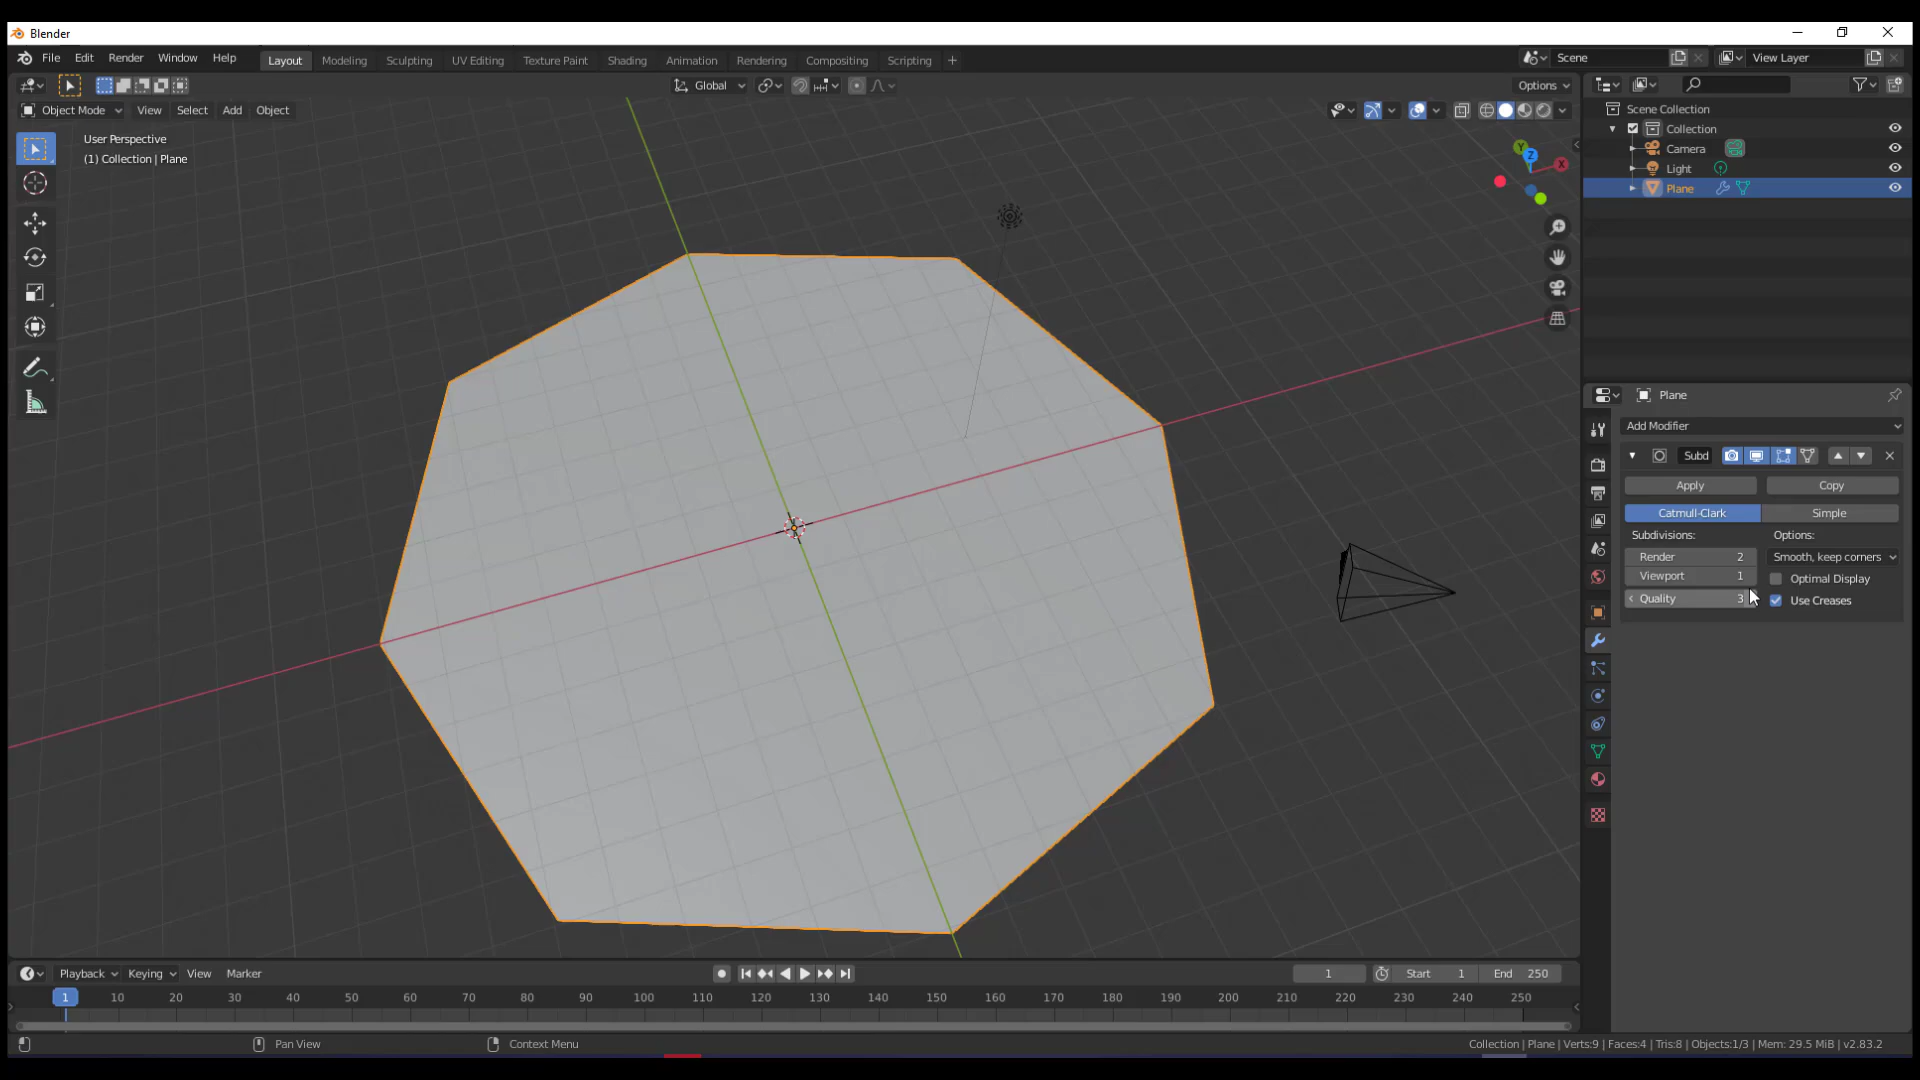 Blender
File Edit Render Window Help Layout Modeling Sculpting UV Editing Texture Paint Shading Animation Rendering Compositing Scripting + Scene View Layer
Global Options
Object Mode View Select Add Object
User Perspective
(1) Collection | Plane
Y Z X
Scene Collection
Collection
Camera
Light
Plane
Plane
Add Modifier
Subd
Apply Copy
Catmull-Clark Simple
Subdivisions: Options:
Render 2 Smooth, keep corners
Viewport 1 Optimal Display
Quality 3 Use Creases
Playback Keying View Marker 1 Start 1 End 250
1 10 20 30 40 50 60 70 80 90 100 110 120 130 140 150 160 170 180 190 200 210 220 230 240 250
Pan View Context Menu Collection | Plane | Verts:9 | Faces:4 | Tris:8 | Objects:1/3 | Mem: 29.5 MiB | v2.83.2